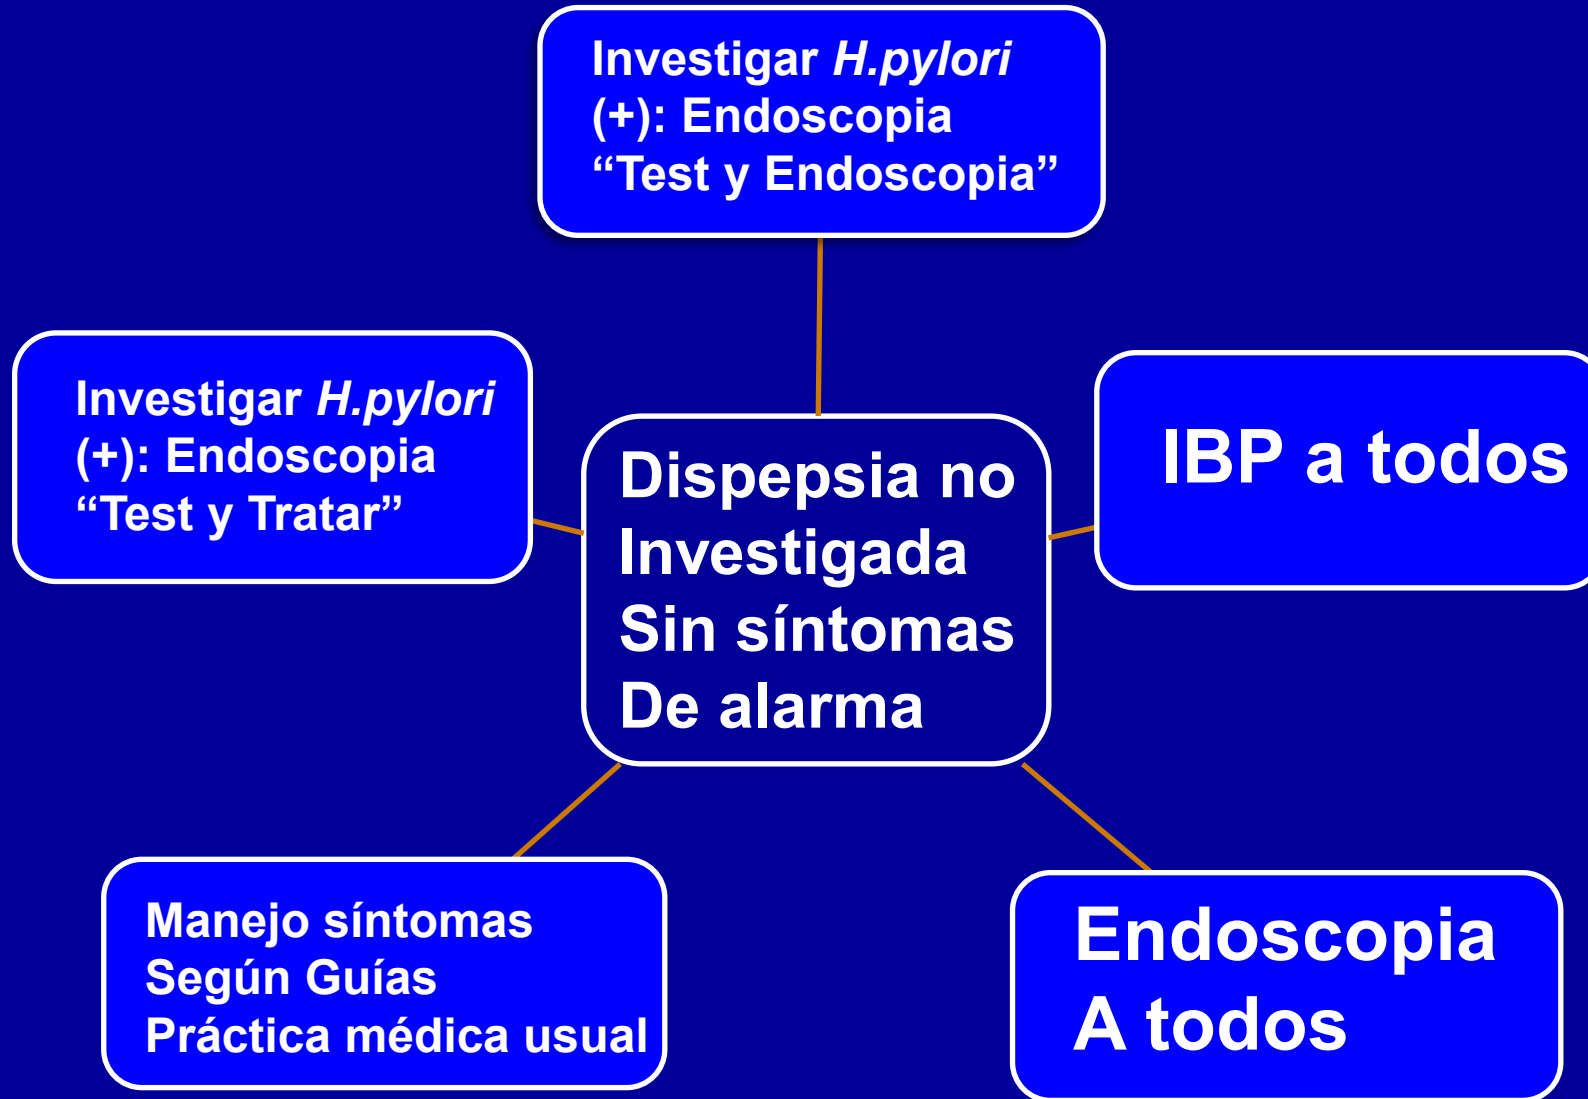 Investigar H.pylori
(+): Endoscopia
“Test y Endoscopia”
Investigar H.pylori
(+): Endoscopia
“Test y Tratar”
Dispepsia no
Investigada
Sin síntomas
De alarma
IBP a todos
Manejo síntomas
Según Guías
Práctica médica usual
Endoscopia
A todos